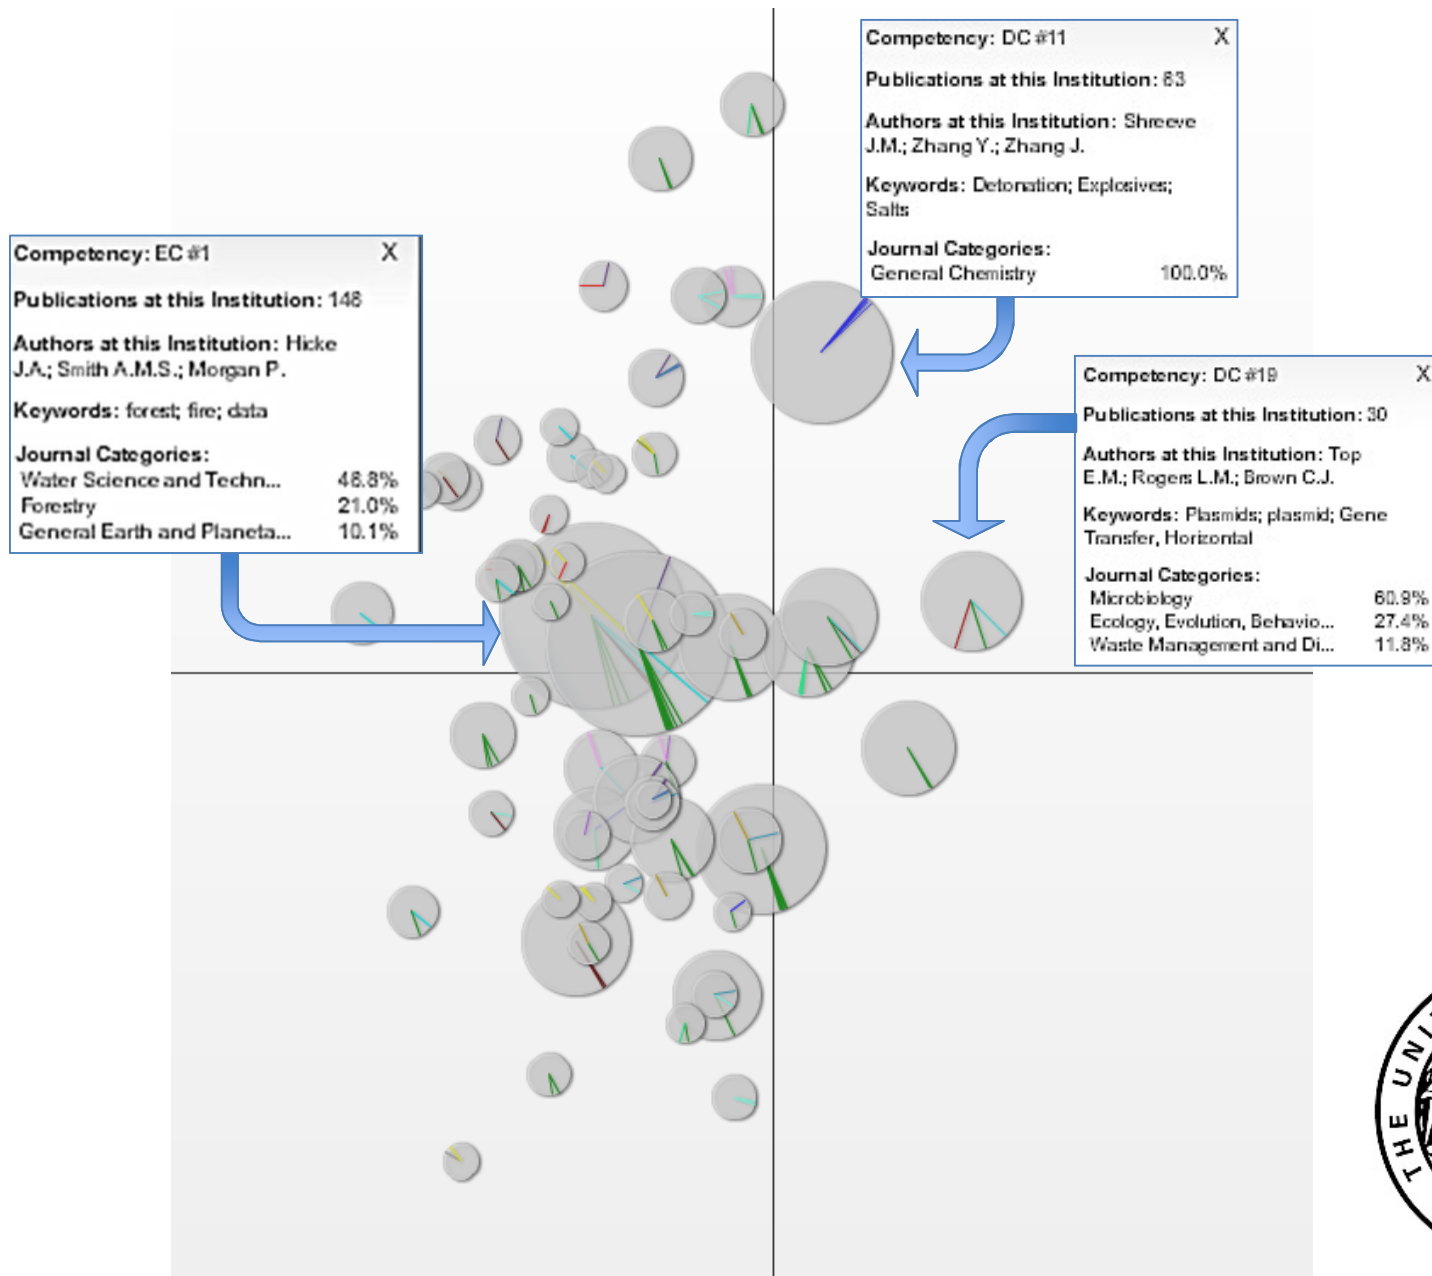 Competency: DC #11 X
Publications at this Institution: 63
Authors at this Institution: Shreeve
J.M.; Zhang Y.; Zhang J.
Keywords: Detonation; Explosives;
Salts
Journal Categories:
General Chemistry 100.0%
Competency: EC #1 X
Publications at this Institution: 146
Authors at this Institution: Hicke
J.A.; Smith A.M.S.; Morgan P.
Keywords: forest; fire; data
Journal Categories:
Water Science and Techn... 46.8%
Forestry 21.0%
General Earth and Planeta... 10.1%
Competency: DC #19 X
Publications at this Institution: 30
Authors at this Institution: Top
E.M.; Rogers L.M.; Brown C.J.
Keywords: Plasmids; plasmid; Gene
Transfer, Horizontal
Journal Categories:
Microbiology 60.9%
Ecology, Evolution, Behavio... 27.4%
Waste Management and Di... 11.8%
THE UNI